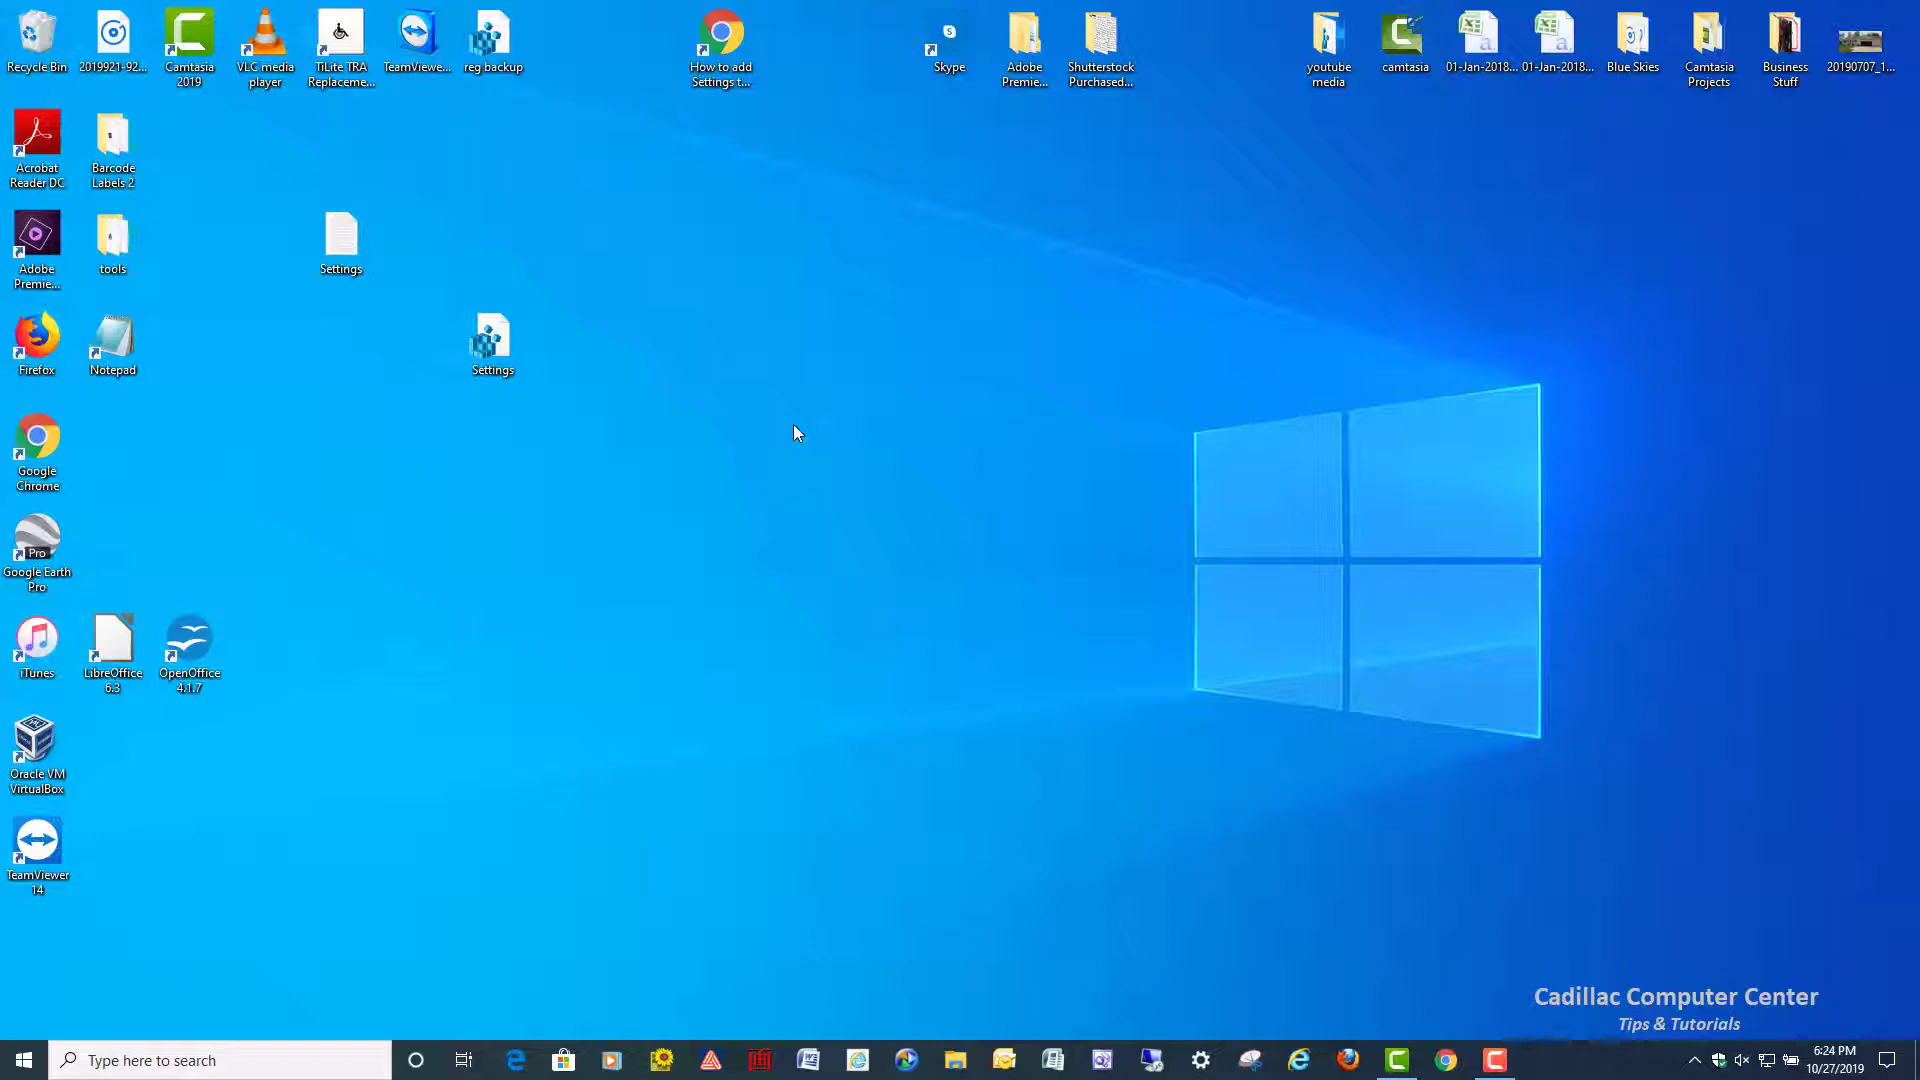 Recycle Bin
2019921-92...
Camtasia
2019
VLC media
player
TiLite TRA
Replaceme...
TeamViewe...
reg backup
How to add
Settings t...
S
Skype
Adobe
Premie...
Shutterstock
Purchased...
youtube
media
camtasia
01-Jan-2018...
01-Jan-2018...
Blue Skies
Camtasia
Projects
Business
Stuff
20190707_1...
Acrobat
Reader DC
Barcode
Labels 2
Adobe
Premie...
tools
Settings
Firefox
Notepad
Settings
Google
Chrome
Pro
Google Earth
Pro
iTunes
LibreOffice
6.3
OpenOffice
4.1.7
Oracle VM
VirtualBox
TeamViewer
14
Cadillac Computer Center
Tips & Tutorials
Type here to search
6:24 PM
10/27/2019